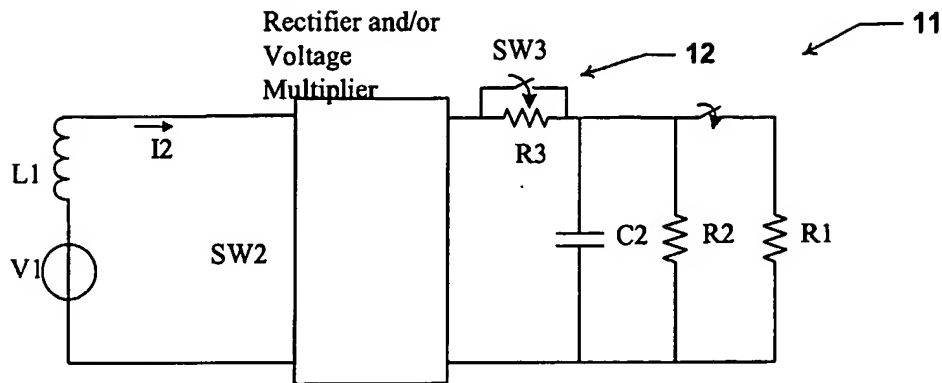 Rectifier and/or
Voltage
Multiplier
SW3
12
11
I2
R3
L1
V1
SW2
C2
R2
R1